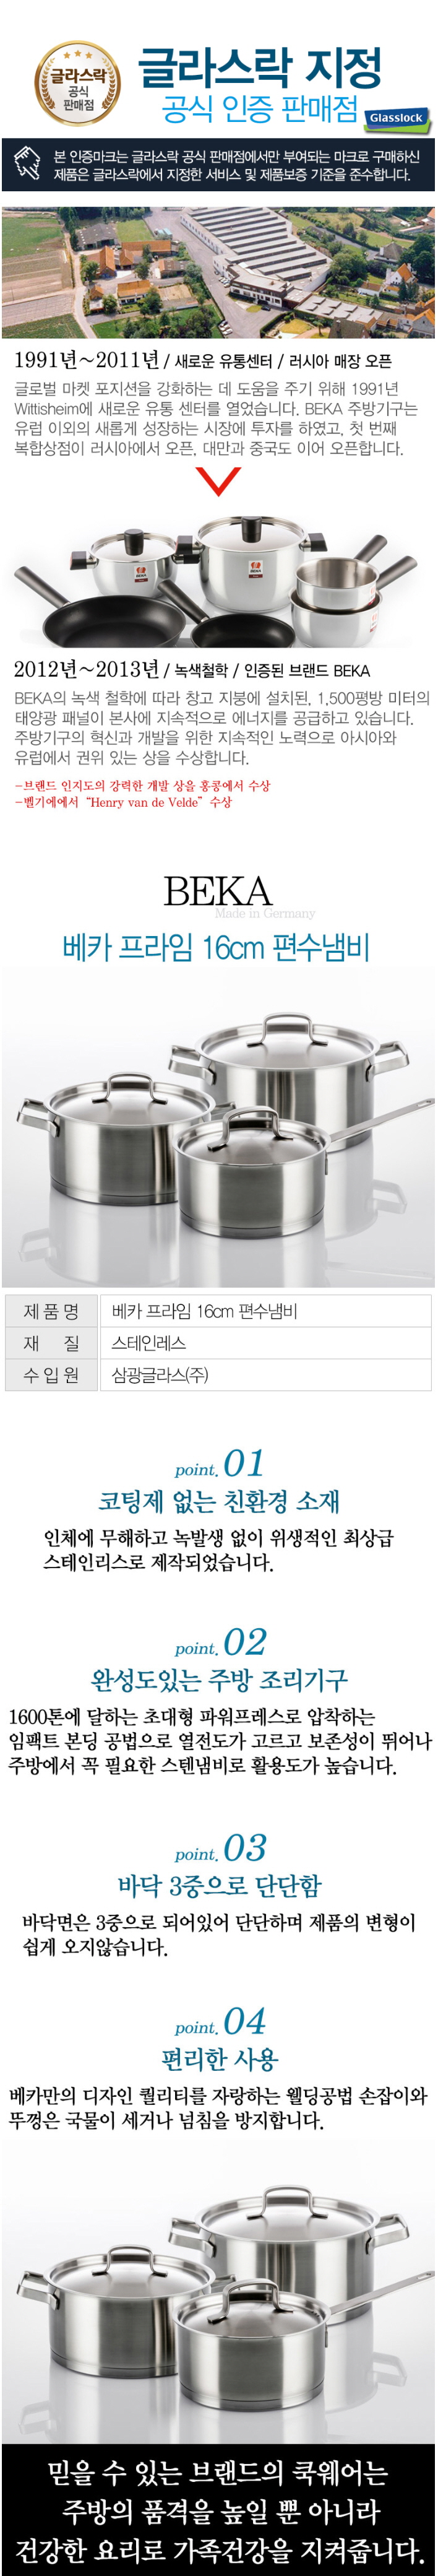 글라스락
공식
판매점
글라스락 지정
공식 인증 판매점
Glasslock
본 인증마크는 글라스락 공식 판매점에서만 부여되는 마크로 구매하신
제품은 글라스락에서 지정한 서비스 및 제품보증 기준을 준수합니다.
1991년~2011년 / 새로운 유통센터 / 러시아 매장 오픈
글로벌 마켓 포지션을 강화하는 데 도움을 주기 위해 1991년
Wittisheim에 새로운 유통 센터를 열었습니다. BEKA 주방기구는
유럽 이외의 새롭게 성장하는 시장에 투자를 하였고, 첫 번째
복합상점이 러시아에서 오픈, 대만과 중국도 이어 오픈합니다.
BEKA
BEKA
2012년~2013년 / 녹색철학 / 인증된 브랜드 BEKA
BEKA의 녹색 철학에 따라 창고 지붕에 설치된, 1,500평방 미터의
태양광 패널이 본사에 지속적으로 에너지를 공급하고 있습니다.
주방기구의 혁신과 개발을 위한 지속적인 노력으로 아시아와
유럽에서 권위 있는 상을 수상합니다.
-브랜드 인지도의 강력한 개발 상을 홍콩에서 수상
-벨기에에서 “Henry van de Velde” 수상
BEKA
Made in Germany
베카 프라임 16cm 편수냄비
제품명 베카 프라임 16cm 편수냄비
재 질 스테인레스
수입원 삼광글라스(주)
point. 01
코팅제 없는 친환경 소재
인체에 무해하고 녹발생 없이 위생적인 최상급
스테인리스로 제작되었습니다.
point. 02
완성도있는 주방 조리기구
1600톤에 달하는 초대형 파워프레스로 압착하는
임팩트 본딩 공법으로 열전도가 고르고 보존성이 뛰어나
주방에서 꼭 필요한 스텐냄비로 활용도가 높습니다.
point. 03
바닥 3중으로 단단함
바닥면은 3중으로 되어있어 단단하며 제품의 변형이
쉽게 오지않습니다.
point. 04
편리한 사용
베카만의 디자인 퀄리티를 자랑하는 웰딩공법 손잡이와
뚜껑은 국물이 세거나 넘침을 방지합니다.
믿을 수 있는 브랜드의 쿡웨어는
주방의 품격을 높일 뿐 아니라
건강한 요리로 가족건강을 지켜줍니다.